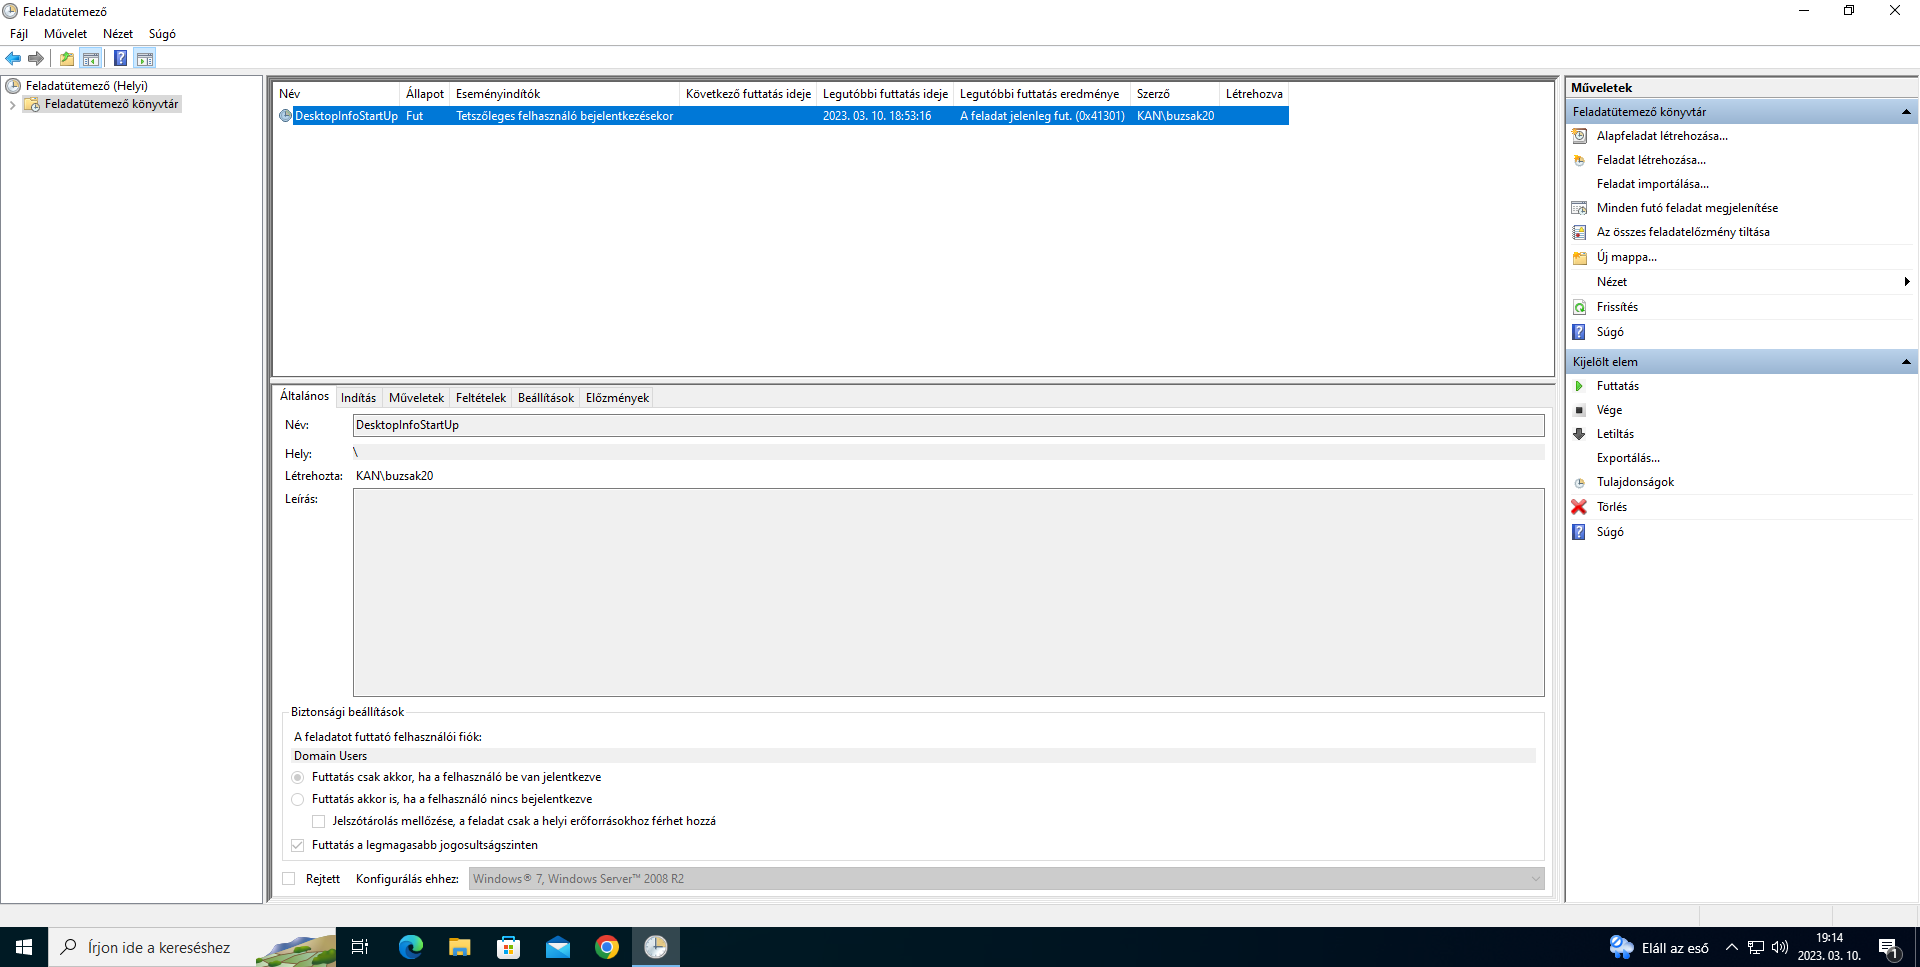 Feladatütemező
Fájl Művelet Nézet Súgó
Feladatütemező (Helyi)
Feladatütemező könyvtár
Név Állapot Eseményindítók Következő futtatás ideje Legutóbbi futtatás ideje Legutóbbi futtatás eredménye Szerző Létrehozva
DesktopInfoStartUp Fut Tetszőleges felhasználó bejelentkezésekor 2023. 03. 10. 18:53:16 A feladat jelenleg fut. (0x41301) KAN\buzsak20
Általános Indítás Műveletek Feltételek Beállítások Előzmények
Név: DesktopInfoStartUp
Hely: \
Létrehozta: KAN\buzsak20
Leírás:
Biztonsági beállítások
A feladatot futtató felhasználói fiók:
Domain Users
Futtatás csak akkor, ha a felhasználó be van jelentkezve
Futtatás akkor is, ha a felhasználó nincs bejelentkezve
Jelszótárolás mellőzése, a feladat csak a helyi erőforrásokhoz férhet hozzá
Futtatás a legmagasabb jogosultságszinten
Rejtett Konfigurálás ehhez: Windows® 7, Windows Server™ 2008 R2
Műveletek
Feladatütemező könyvtár
Alapfeladat létrehozása...
Feladat létrehozása...
Feladat importálása...
Minden futó feladat megjelenítése
Az összes feladatelőzmény tiltása
Új mappa...
Nézet
Frissítés
Súgó
Kijelölt elem
Futtatás
Vége
Letiltás
Exportálás...
Tulajdonságok
Törlés
Súgó
Írjon ide a kereséshez
Eláll az eső
19:14
2023. 03. 10.
1